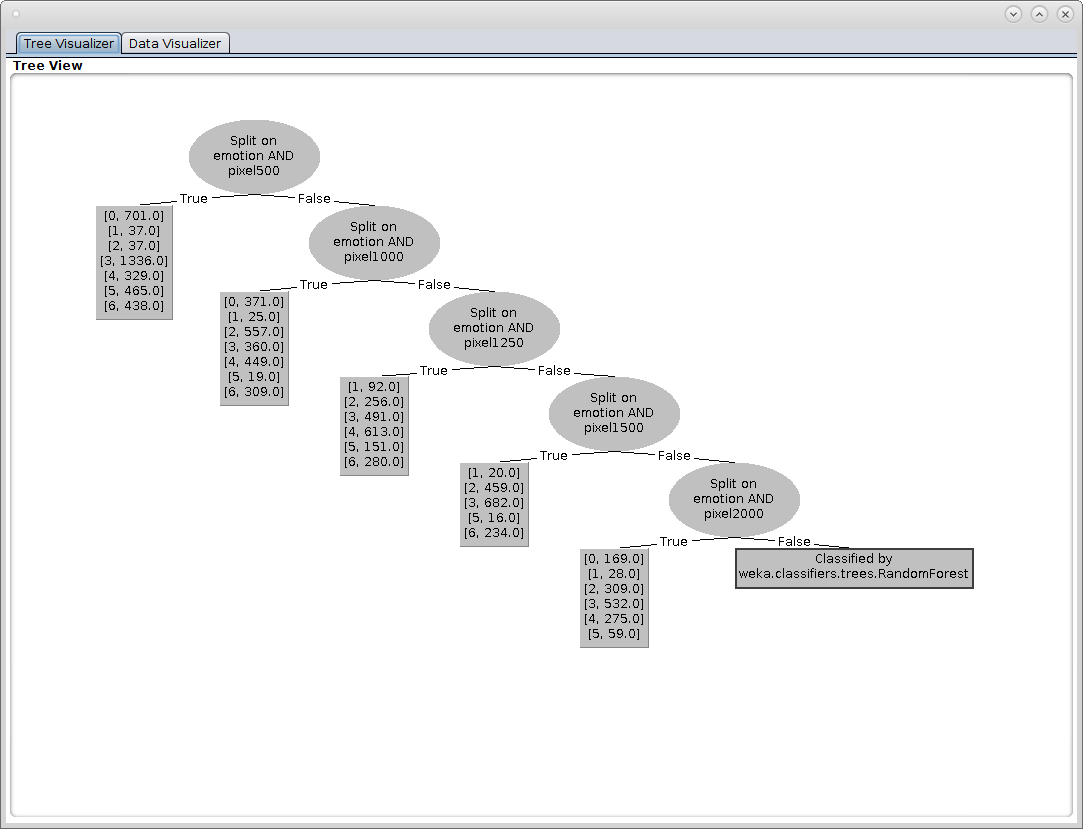 Tree Visualizer
Data Visualizer
Tree View
Split on
emotion AND
pixel500
True
False
[0, 701.0]
[1, 37.0]
[2, 37.0]
[3, 1336.0]
[4, 329.0]
[5, 465.0]
[6, 438.0]
Split on
emotion AND
pixel1000
True
False
[0, 371.0]
[1, 25.0]
[2, 557.0]
[3, 360.0]
[4, 449.0]
[5, 19.0]
[6, 309.0]
Split on
emotion AND
pixel1250
True
False
[1, 92.0]
[2, 256.0]
[3, 491.0]
[4, 613.0]
[5, 151.0]
[6, 280.0]
Split on
emotion AND
pixel1500
True
False
[1, 20.0]
[2, 459.0]
[3, 682.0]
[5, 16.0]
[6, 234.0]
Split on
emotion AND
pixel2000
True
False
[0, 169.0]
[1, 28.0]
[2, 309.0]
[3, 532.0]
[4, 275.0]
[5, 59.0]
Classified by
weka.classifiers.trees.RandomForest